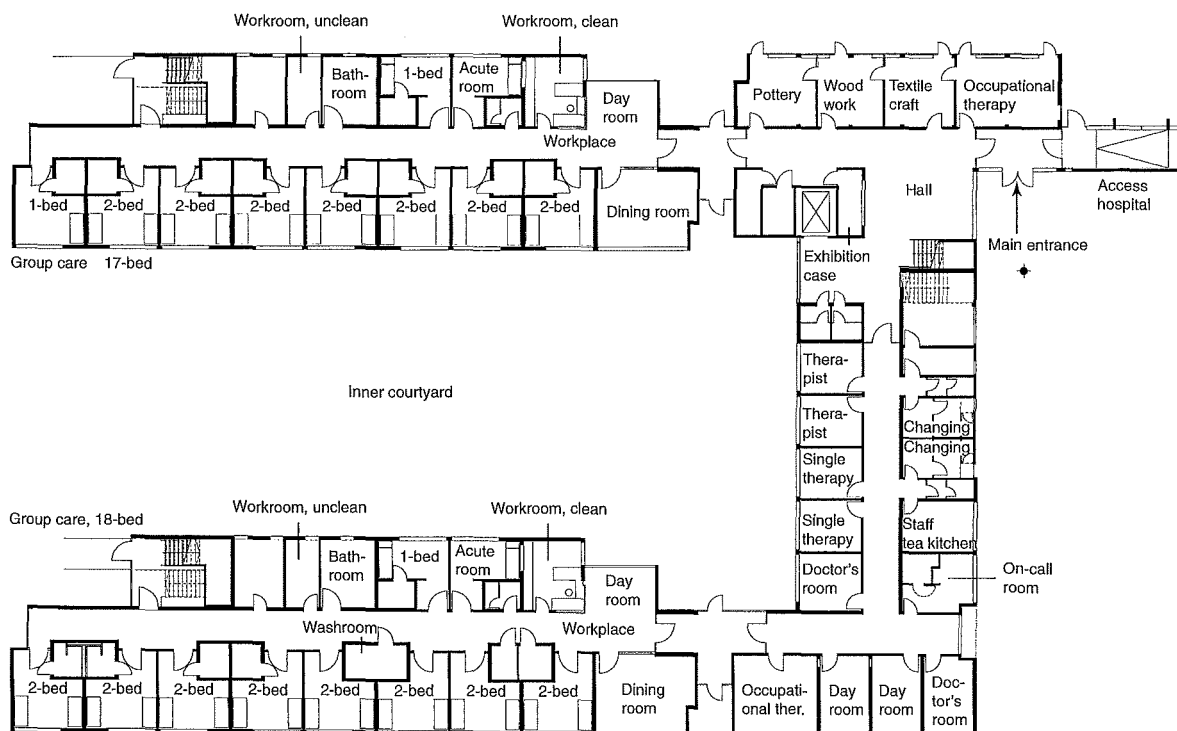 Workroom, unclean
Workroom, clean
Bath-
room
1-bed
Acute
room
Day
room
Workplace
Pottery
Wood
work
Textile
craft
Occupational
therapy
Hall
Access
hospital
Main entrance
1-bed
2-bed
2-bed
2-bed
2-bed
2-bed
2-bed
2-bed
Dining room
Group care 17-bed
Exhibition
case
Inner courtyard
Thera-
pist
Thera-
pist
Single
therapy
Single
therapy
Doctor's
room
Changing
Changing
Staff
tea kitchen
On-call
room
Group care, 18-bed
Workroom, unclean
Workroom, clean
Bath-
room
1-bed
Acute
room
Day
room
Washroom
Workplace
2-bed
2-bed
2-bed
2-bed
2-bed
2-bed
2-bed
2-bed
Dining
room
Occupati-
onal ther.
Day
room
Day
room
Doc-
tor's
room